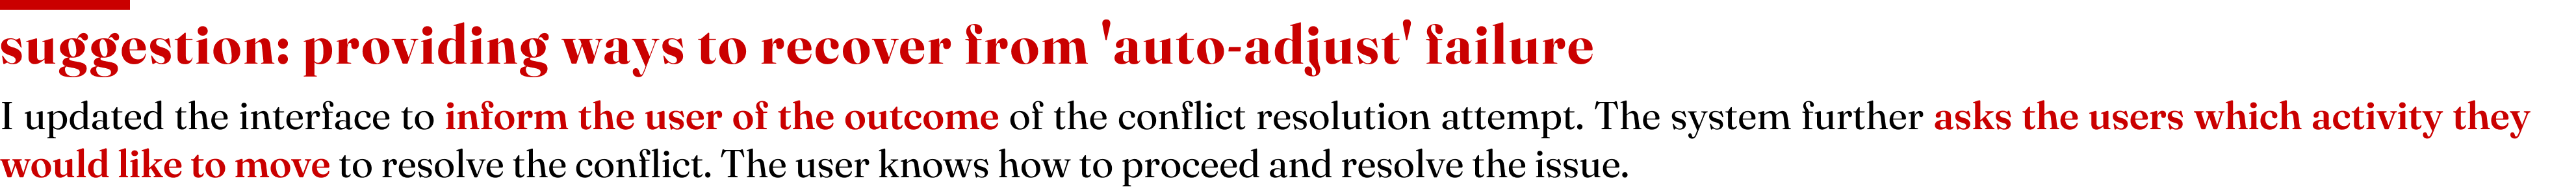 suggestion: providing ways to recover from 'auto-adjust' failure
I updated the interface to inform the user of the outcome of the conflict resolution attempt. The system further asks the users which activity they
would like to move to resolve the conflict. The user knows how to proceed and resolve the issue.